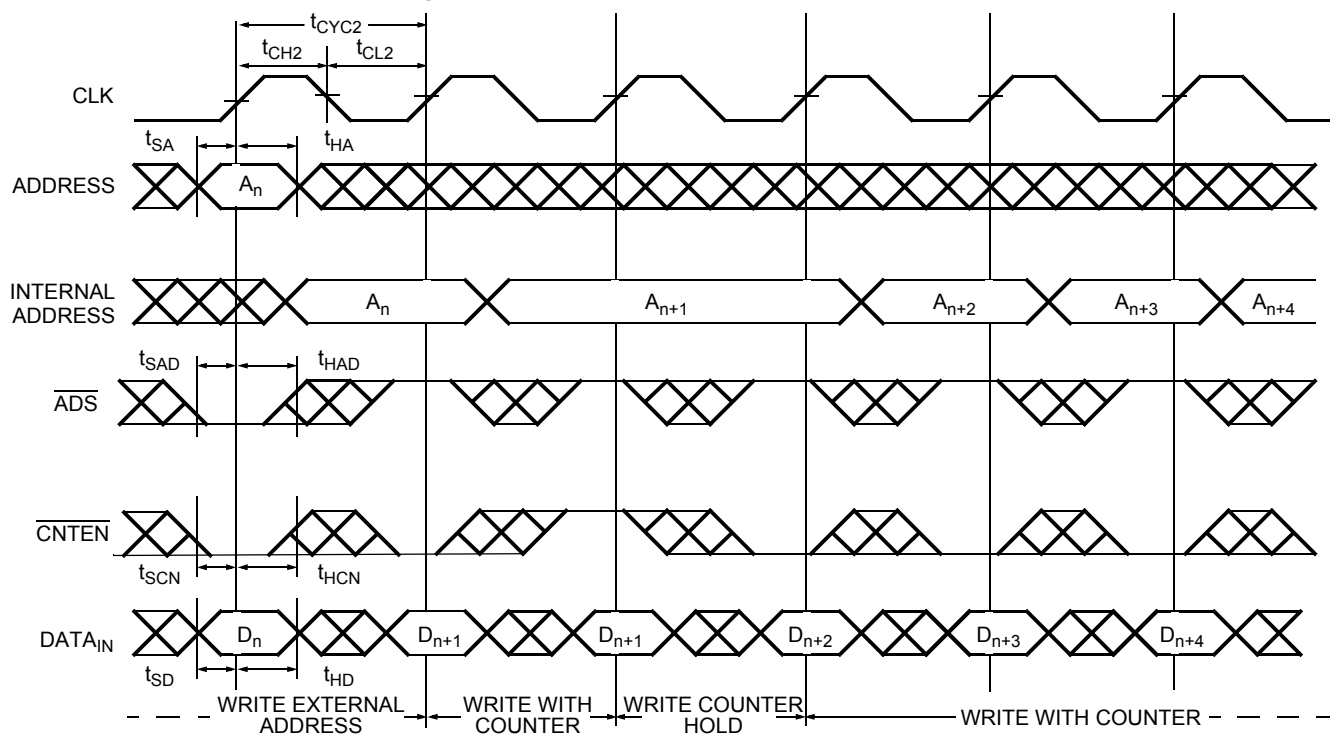 tCYC2
tCH2 tCL2
CLK
tSA tHA
ADDRESS An
INTERNAL
ADDRESS An An+1 An+2 An+3 An+4
tSAD tHAD
ADS
CNTEN
tSCN tHCN
DATAIN Dn Dn+1 Dn+1 Dn+2 Dn+3 Dn+4
tSD tHD
WRITE EXTERNAL
ADDRESS
WRITE WITH
COUNTER
WRITE COUNTER
HOLD
WRITE WITH COUNTER